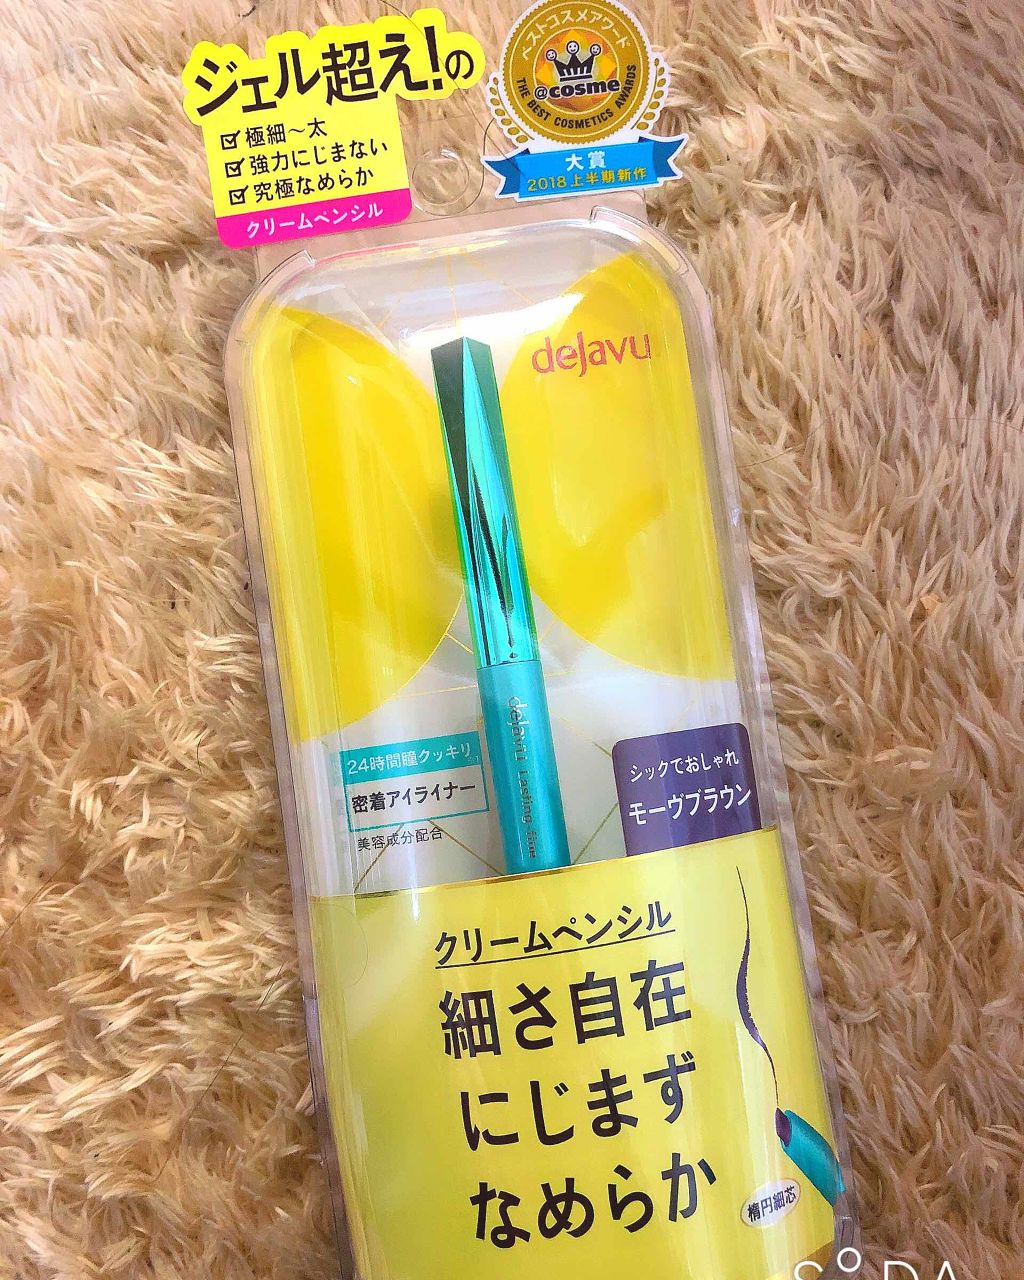 ジェル超え!の
極細〜太
強力にじまない
究極なめらか
クリームペンシル
ベストコスメアワード
@cosme
THE BEST COSMETICS AWARDS
大賞
2018上半期新作
dejavu
dejavu Lasting fine
24時間瞳クッキリ
密着アイライナー
美容成分配合
シックでおしゃれ
モーヴブラウン
クリームペンシル
細さ自在
にじまず
なめらか
楕円細芯